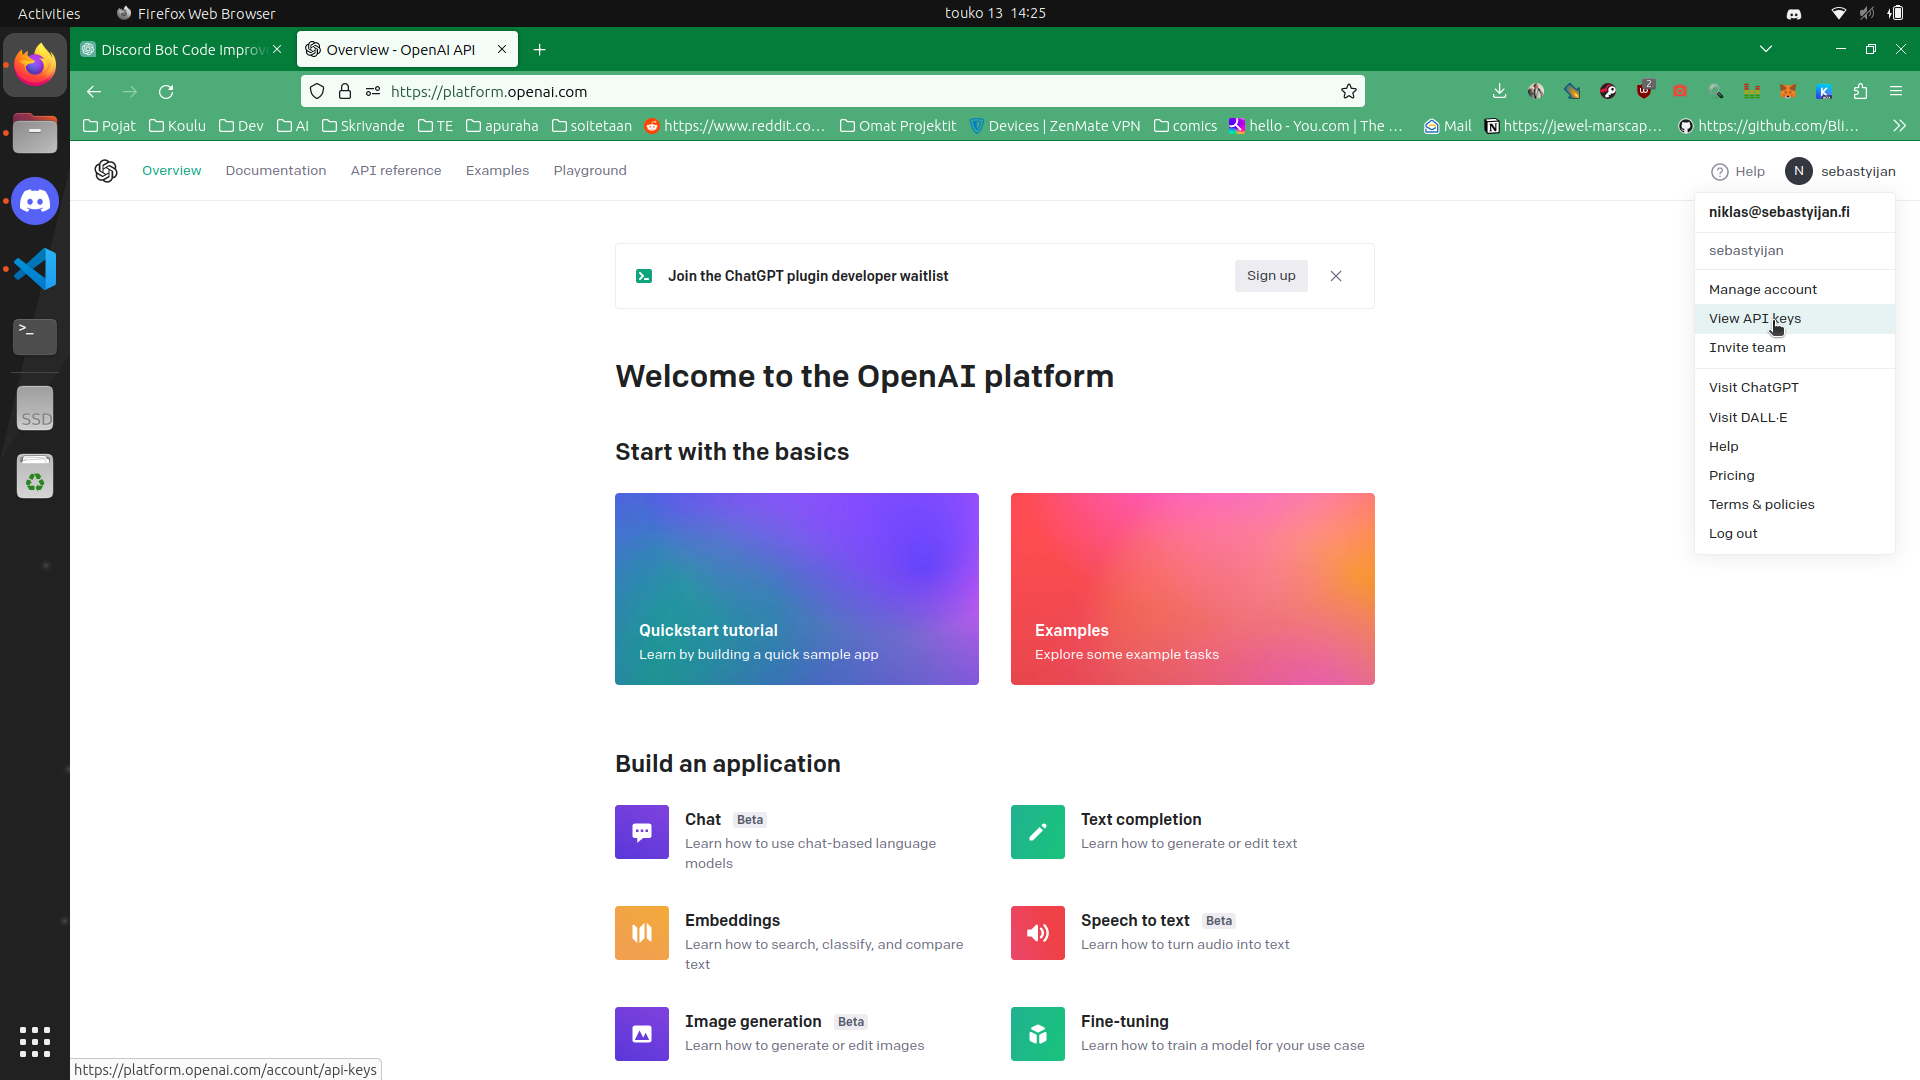 Activities
Firefox Web Browser
touko 13 14:25
Discord Bot Code Improv
Overview - OpenAI API
https://platform.openai.com
2
Pojat
Koulu
Dev
AI
Skrivande
TE
apuraha
soitetaan
https://www.reddit.co…
Omat Projektit
Devices | ZenMate VPN
comics
hello - You.com | The …
Mail
https://jewel-marscap…
https://github.com/Bli…
Overview
Documentation
API reference
Examples
Playground
Help
N
sebastyijan
niklas@sebastyijan.fi
sebastyijan
Manage account
View API keys
Invite team
Visit ChatGPT
Visit DALL·E
Help
Pricing
Terms & policies
Log out
Join the ChatGPT plugin developer waitlist
Sign up
Welcome to the OpenAI platform
Start with the basics
Quickstart tutorial
Learn by building a quick sample app
Examples
Explore some example tasks
Build an application
Chat Beta
Learn how to use chat-based language
models
Text completion
Learn how to generate or edit text
Embeddings
Learn how to search, classify, and compare
text
Speech to text Beta
Learn how to turn audio into text
Image generation Beta
Learn how to generate or edit images
Fine-tuning
Learn how to train a model for your use case
SSD
https://platform.openai.com/account/api-keys